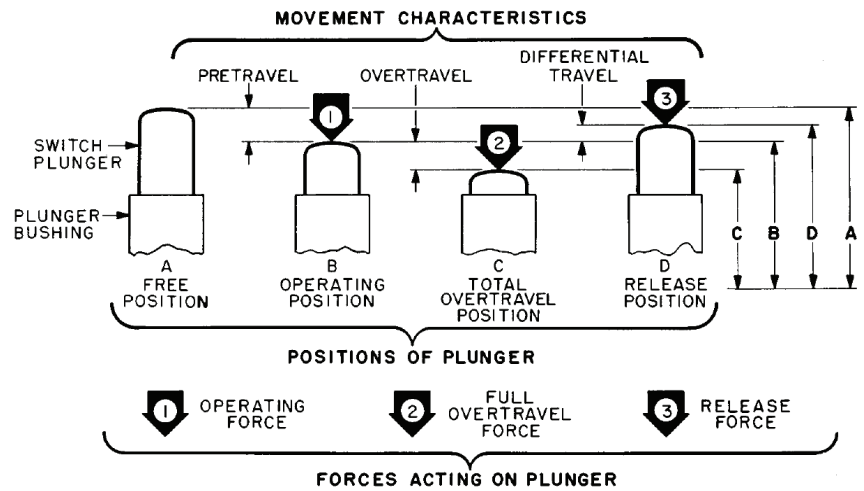 MOVEMENT CHARACTERISTICS
PRETRAVEL
OVERTRAVEL
DIFFERENTIAL
TRAVEL
1
2
3
SWITCH
PLUNGER
PLUNGER
BUSHING
C
B
D
A
A
FREE
POSITION
B
OPERATING
POSITION
C
TOTAL
OVERTRAVEL
POSITION
D
RELEASE
POSITION
POSITIONS OF PLUNGER
1 OPERATING
FORCE
2 FULL
OVERTRAVEL
FORCE
3 RELEASE
FORCE
FORCES ACTING ON PLUNGER